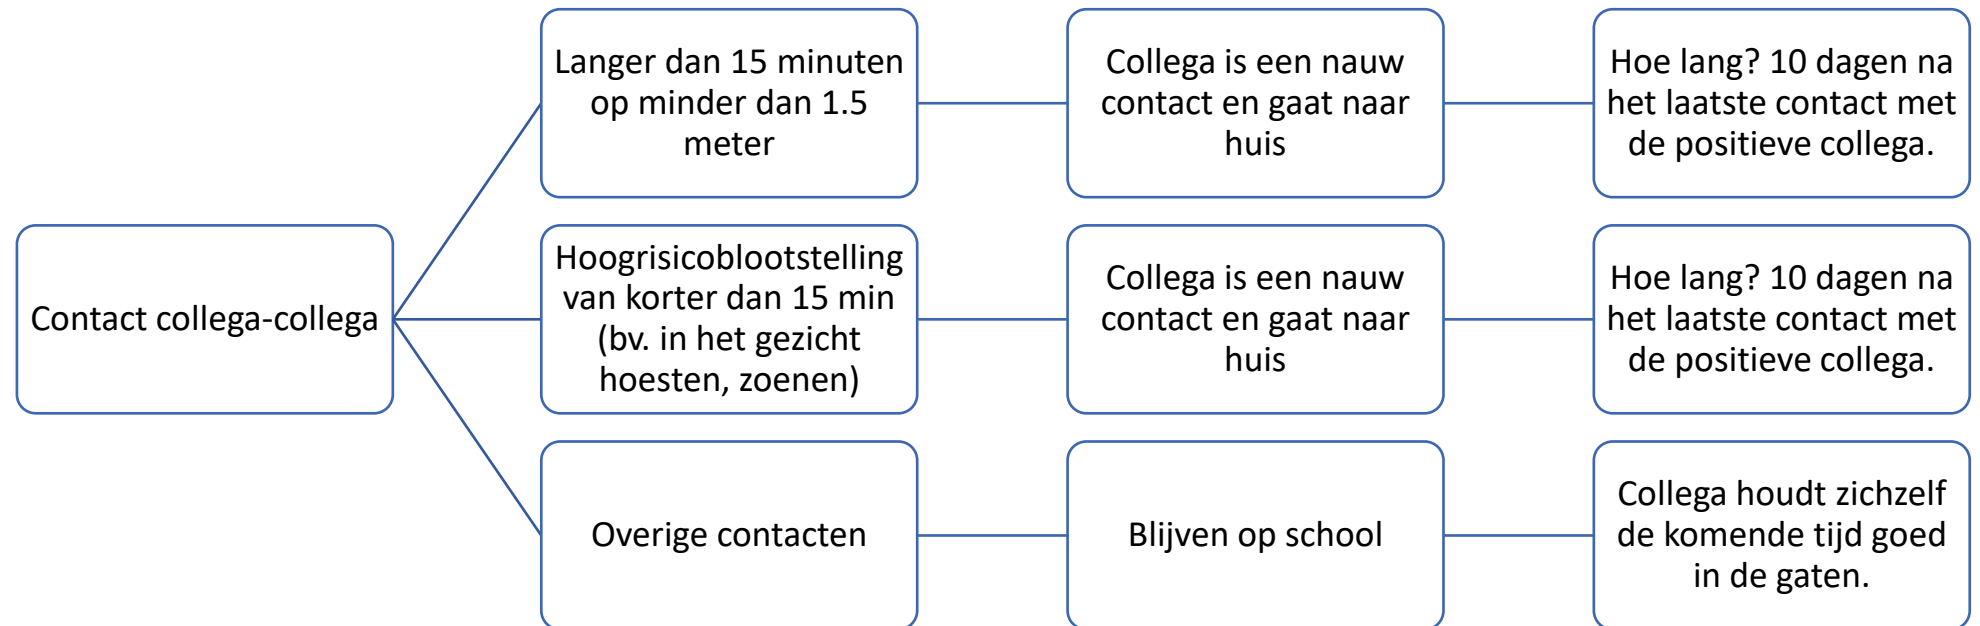 Contact collega-collega
Langer dan 15 minuten
op minder dan 1.5
meter
Collega is een nauw
contact en gaat naar
huis
Hoe lang? 10 dagen na
het laatste contact met
de positieve collega.
Hoogrisicoblootstelling
van korter dan 15 min
(bv. in het gezicht
hoesten, zoenen)
Collega is een nauw
contact en gaat naar
huis
Hoe lang? 10 dagen na
het laatste contact met
de positieve collega.
Overige contacten
Blijven op school
Collega houdt zichzelf
de komende tijd goed
in de gaten.